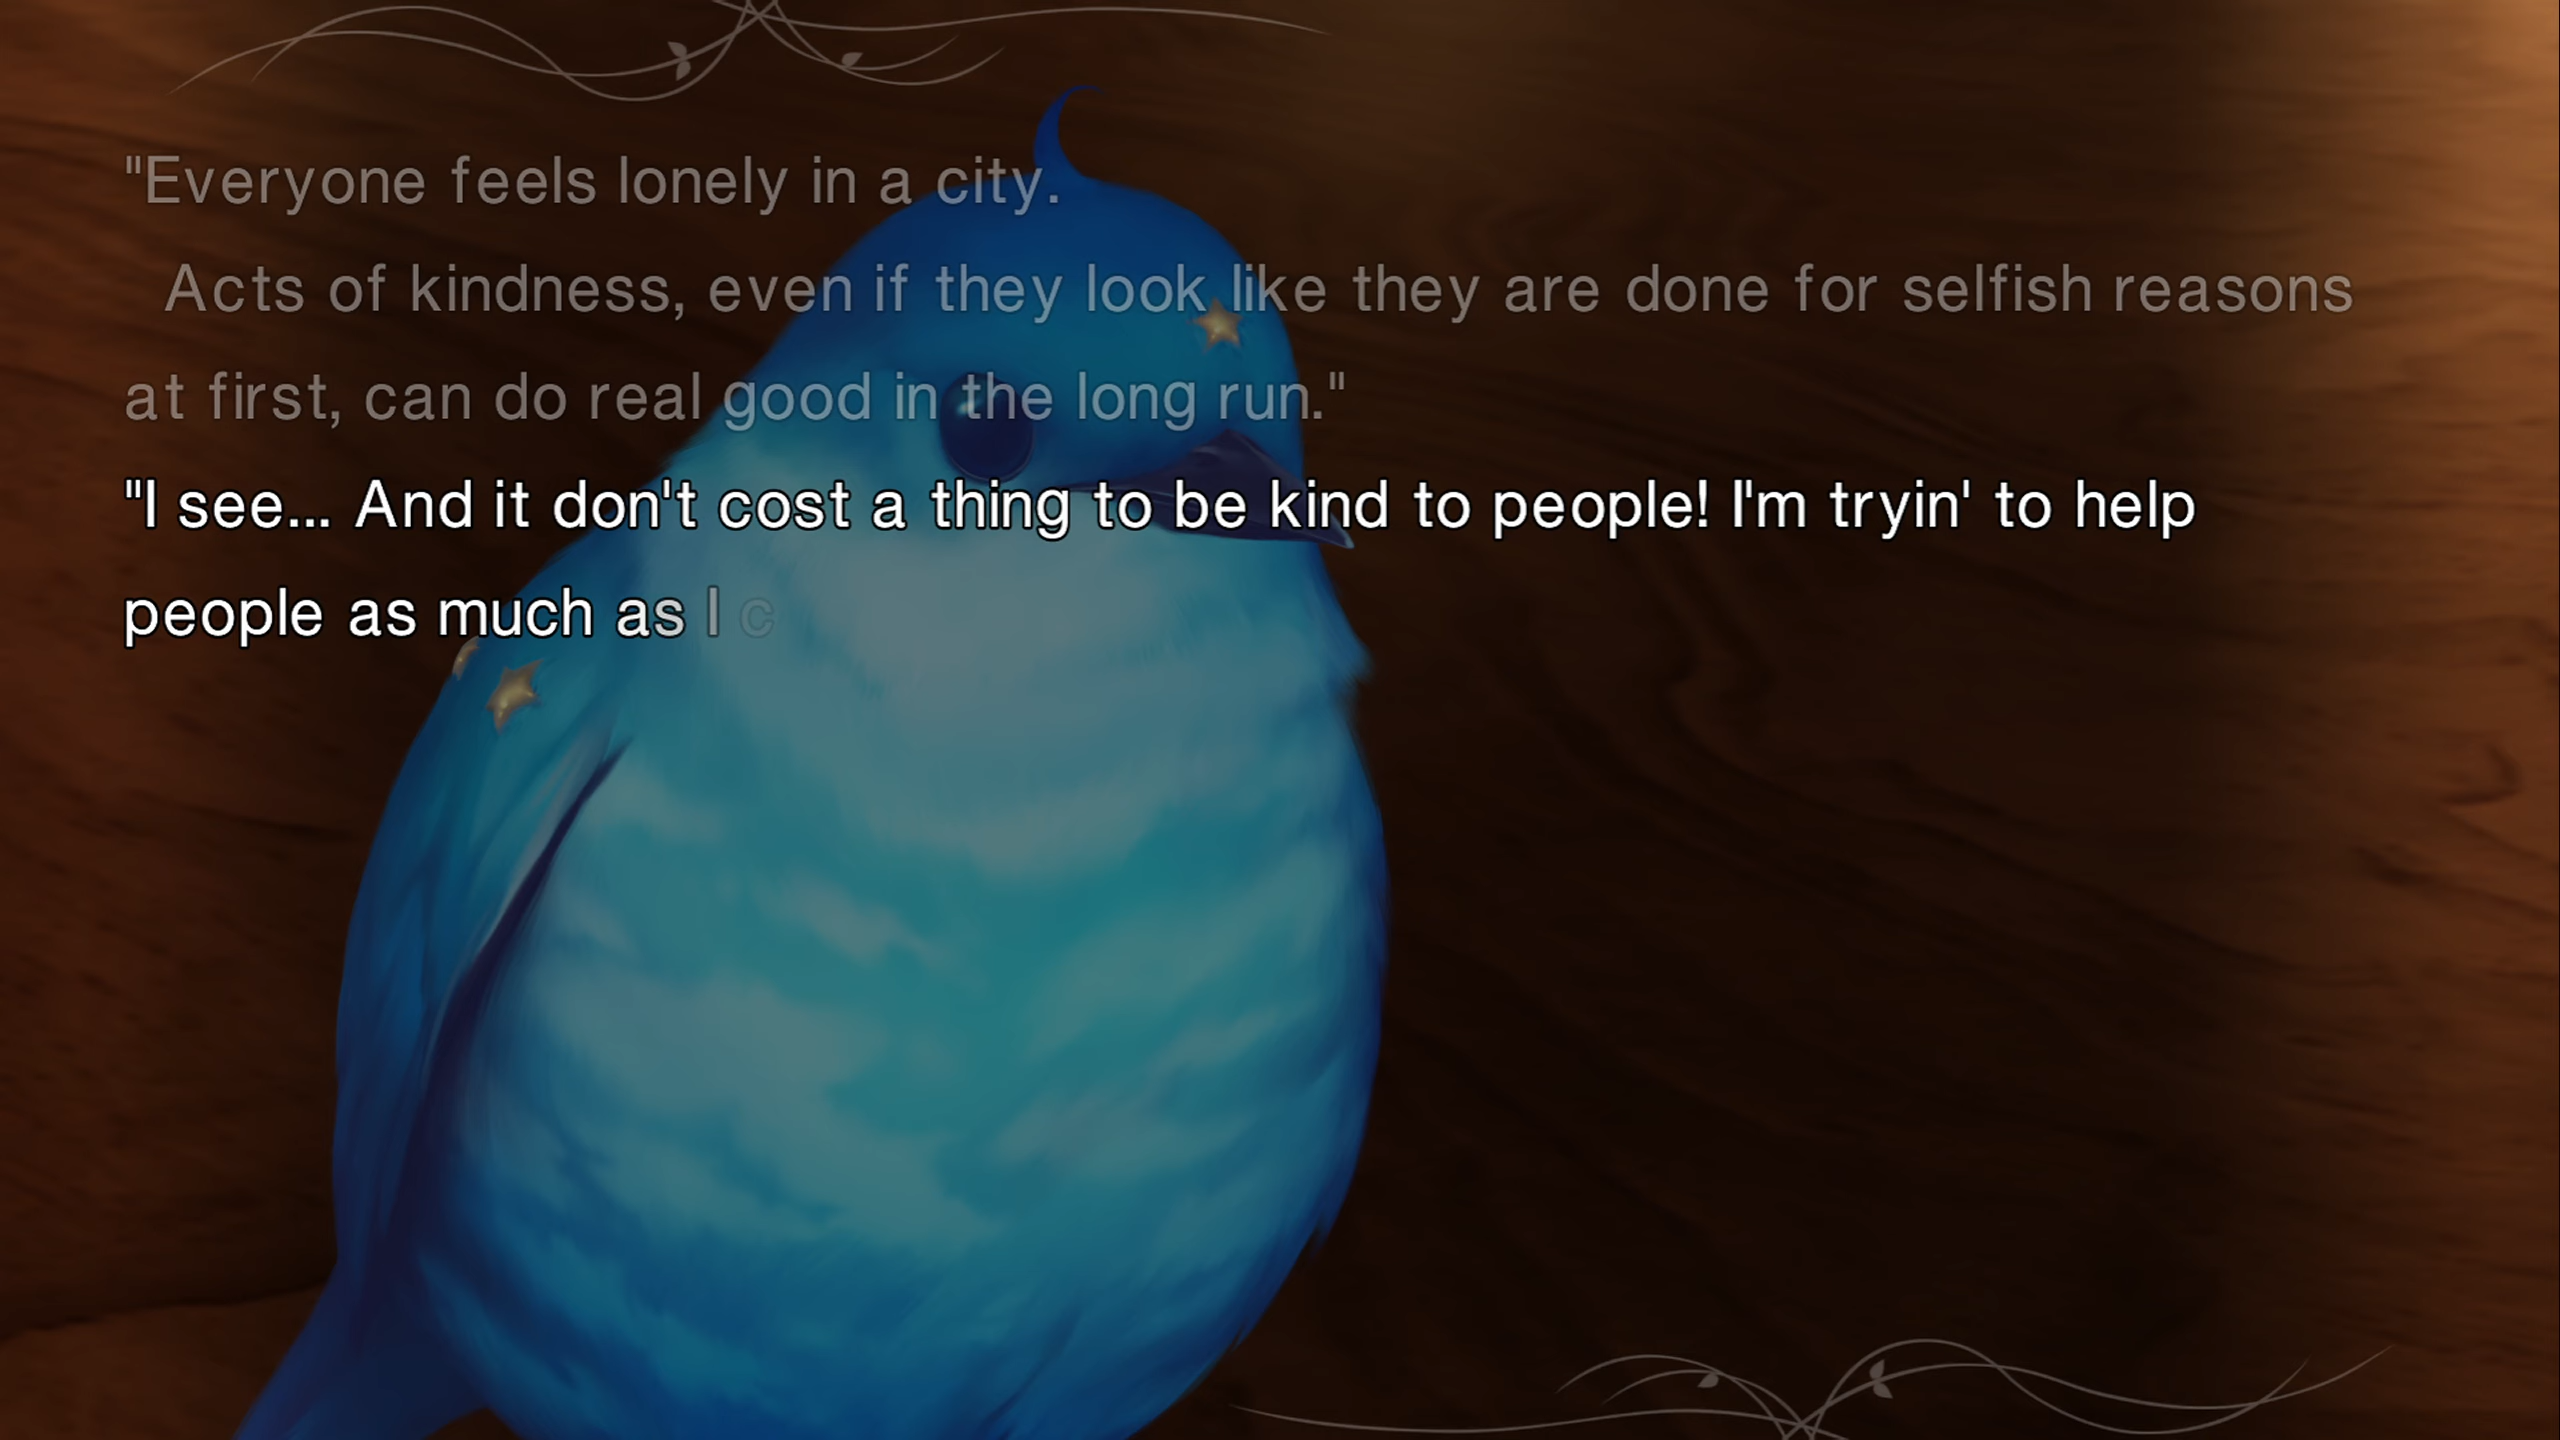 "Everyone feels lonely in a city.
Acts of kindness, even if they look like they are done for selfish reasons
at first, can do real good in the long run."
"I see... And it don't cost a thing to be kind to people! I'm tryin' to help
people as much as I c